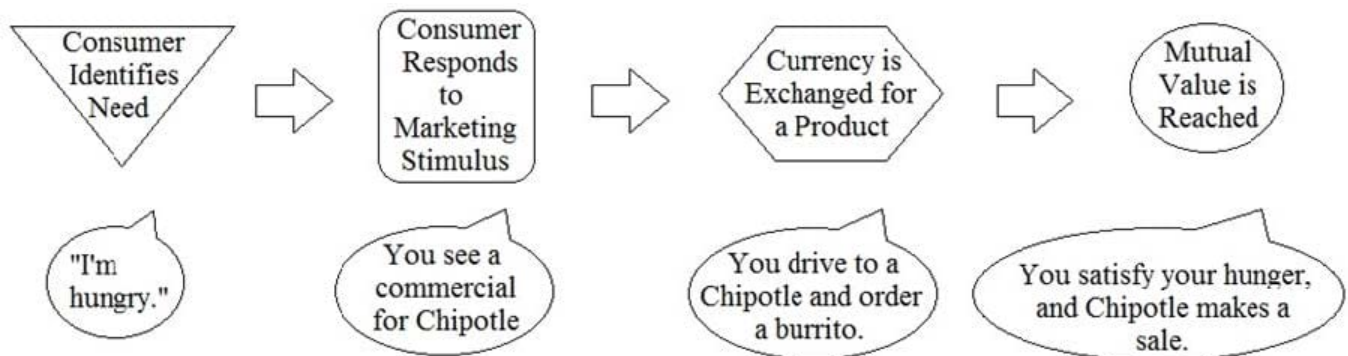 Consumer
Identifies
Need
Consumer
Responds
to
Marketing
Stimulus
Currency is
Exchanged for
a Product
Mutual
Value is
Reached
"I'm
hungry."
You see a
commercial
for Chipotle
You drive to a
Chipotle and order
a burrito.
You satisfy your hunger,
and Chipotle makes a
sale.